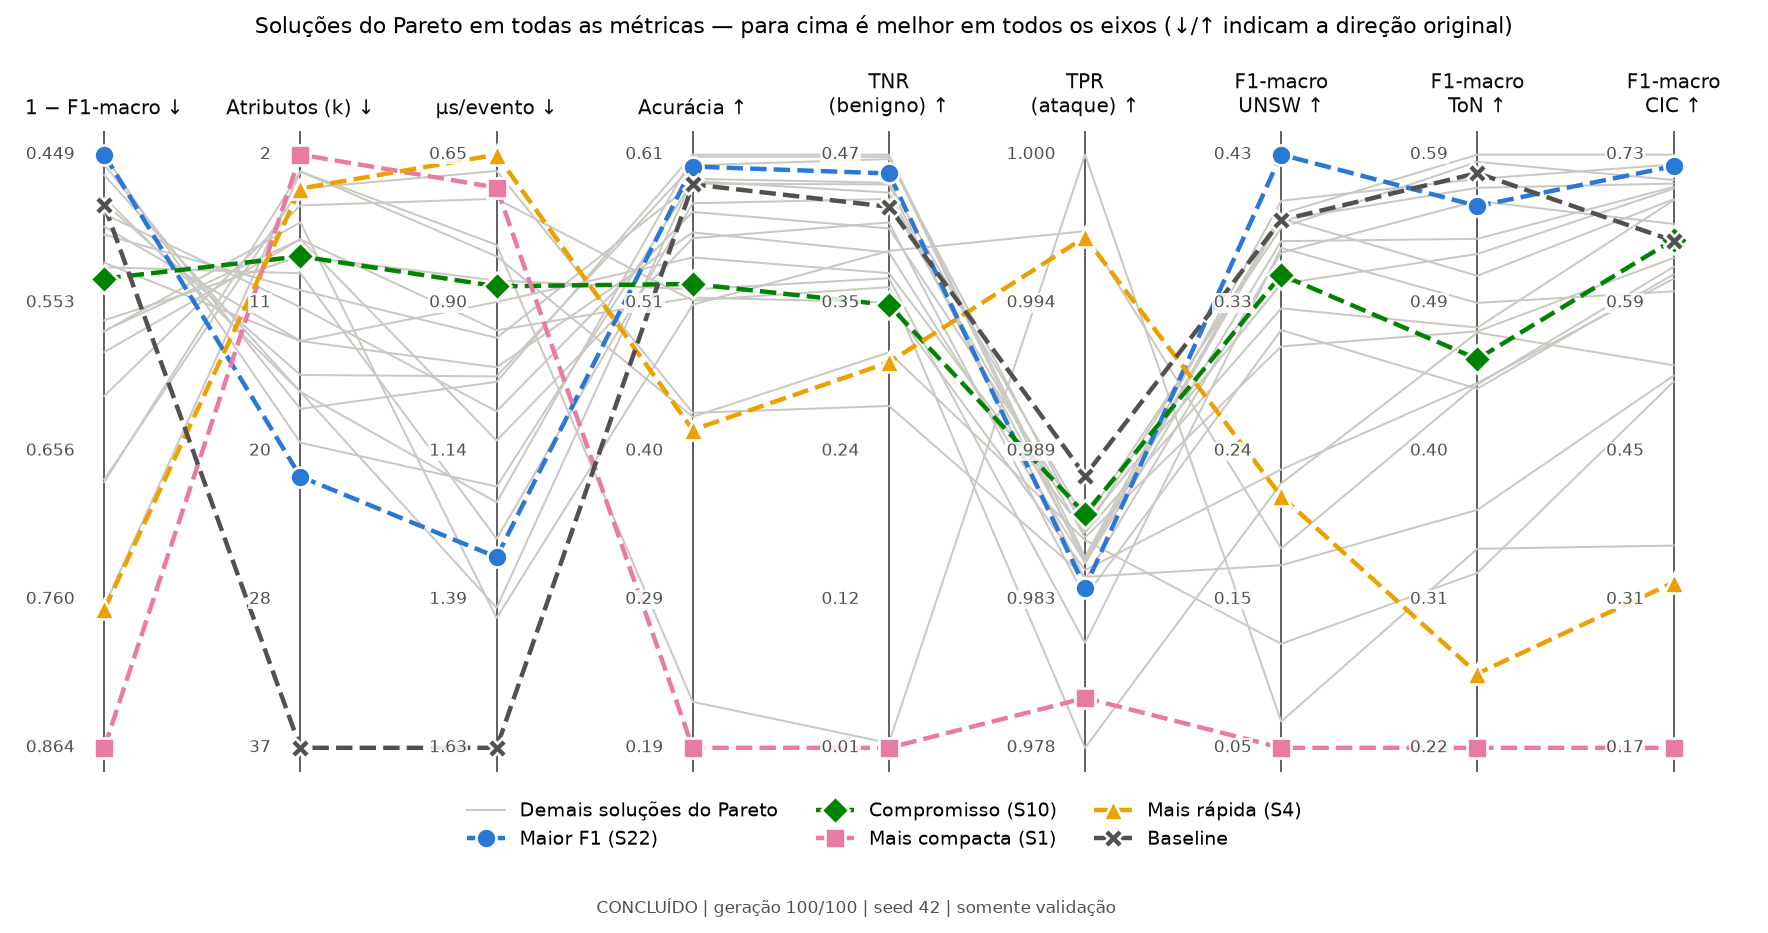 Soluções do Pareto em todas as métricas — para cima é melhor em todos os eixos (↓/↑ indicam a direção original)
1 − F1-macro ↓
Atributos (k) ↓
µs/evento ↓
Acurácia ↑
TNR
(benigno) ↑
TPR
(ataque) ↑
F1-macro
UNSW ↑
F1-macro
ToN ↑
F1-macro
CIC ↑
0.449 2 0.65 0.61 0.47 1.000 0.43 0.59 0.73
0.553 11 0.90 0.51 0.35 0.994 0.33 0.49 0.59
0.656 20 1.14 0.40 0.24 0.989 0.24 0.40 0.45
0.760 28 1.39 0.29 0.12 0.983 0.15 0.31 0.31
0.864 37 1.63 0.19 0.01 0.978 0.05 0.22 0.17
Demais soluções do Pareto
Maior F1 (S22)
Compromisso (S10)
Mais compacta (S1)
Mais rápida (S4)
Baseline
CONCLUÍDO | geração 100/100 | seed 42 | somente validação